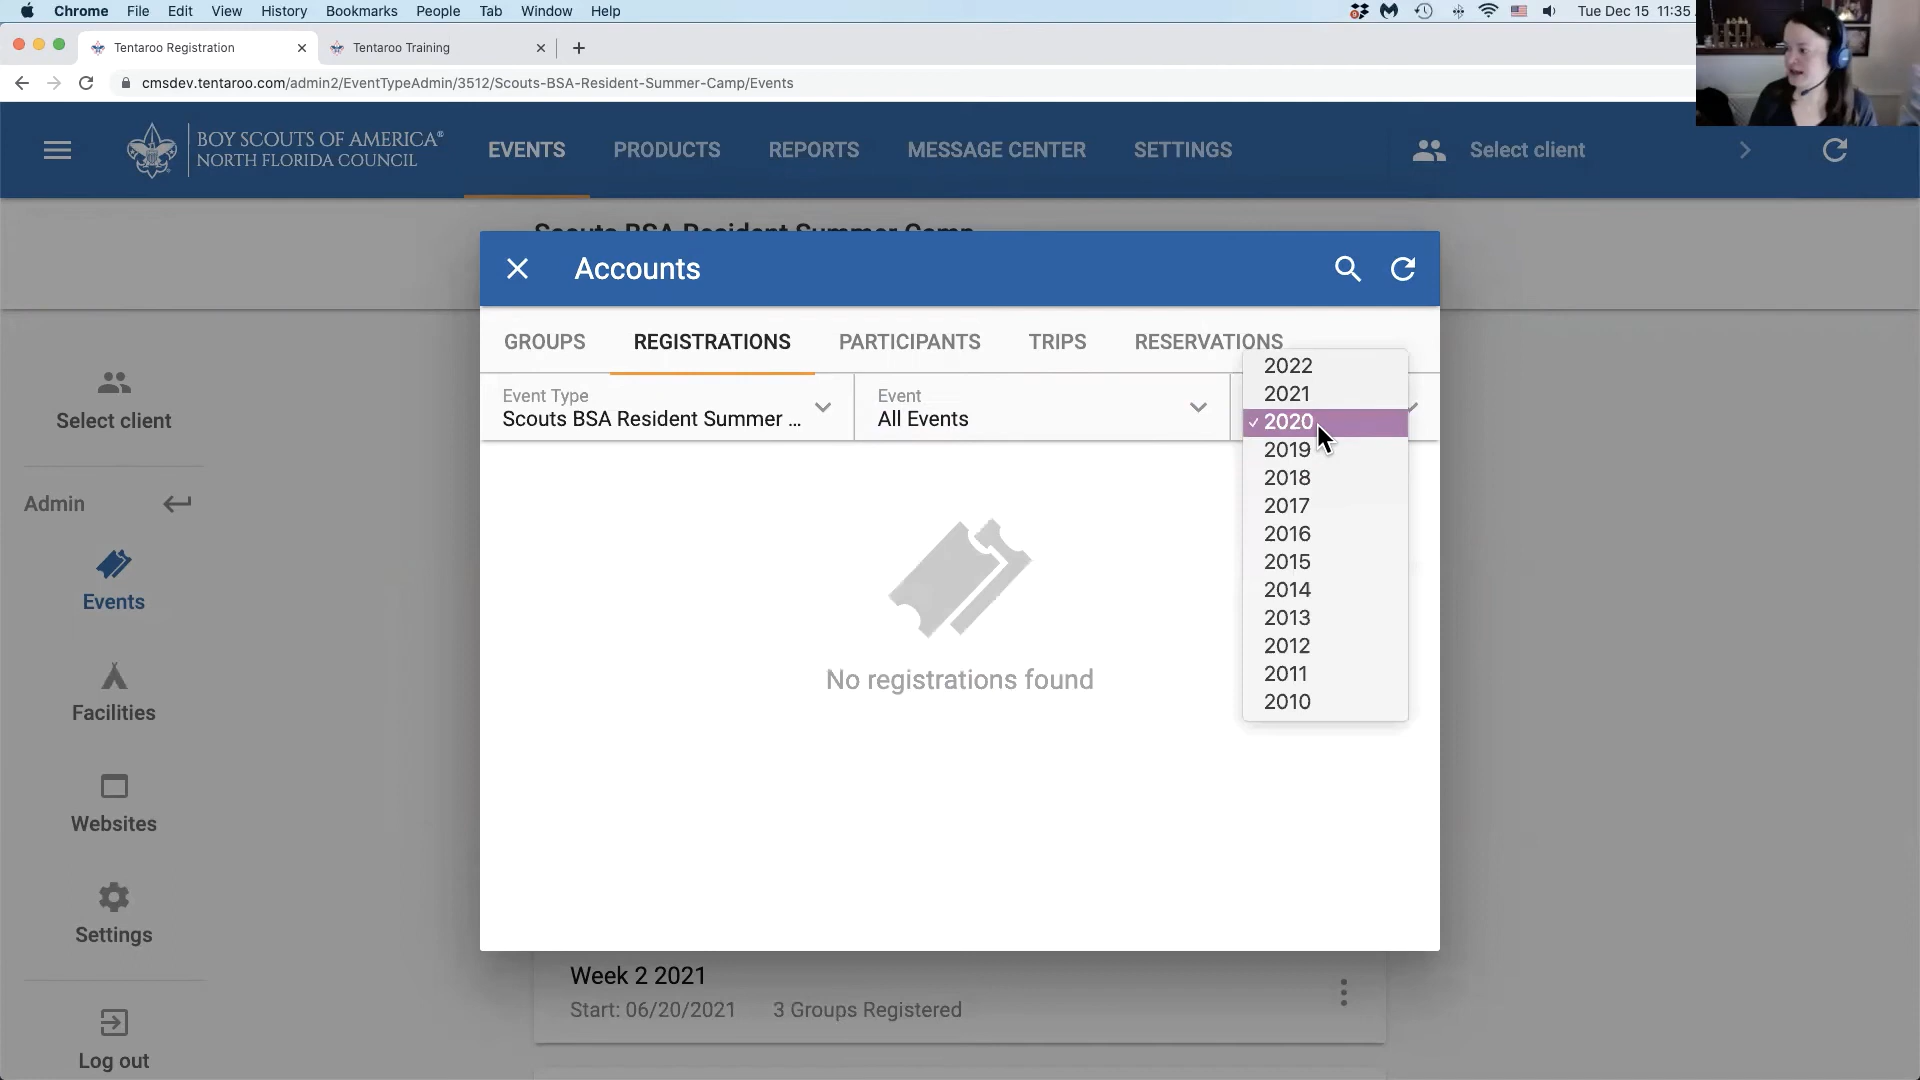 Chrome File Edit View History Bookmarks People Tab Window Help
Tue Dec 15 11:35
Tentaroo Registration
Tentaroo Training
cmsdev.tentaroo.com/admin2/EventTypeAdmin/3512/Scouts-BSA-Resident-Summer-Camp/Events
BOY SCOUTS OF AMERICA®
NORTH FLORIDA COUNCIL
EVENTS PRODUCTS REPORTS MESSAGE CENTER SETTINGS
Select client
Scouts BSA Resident Summer Camp
Accounts
GROUPS REGISTRATIONS PARTICIPANTS TRIPS RESERVATIONS
Event Type
Scouts BSA Resident Summer ...
Event
All Events
2022
2021
✓ 2020
2019
2018
2017
2016
2015
2014
2013
2012
2011
2010
No registrations found
Select client
Admin
Events
Facilities
Websites
Settings
Log out
Week 2 2021
Start: 06/20/2021 3 Groups Registered